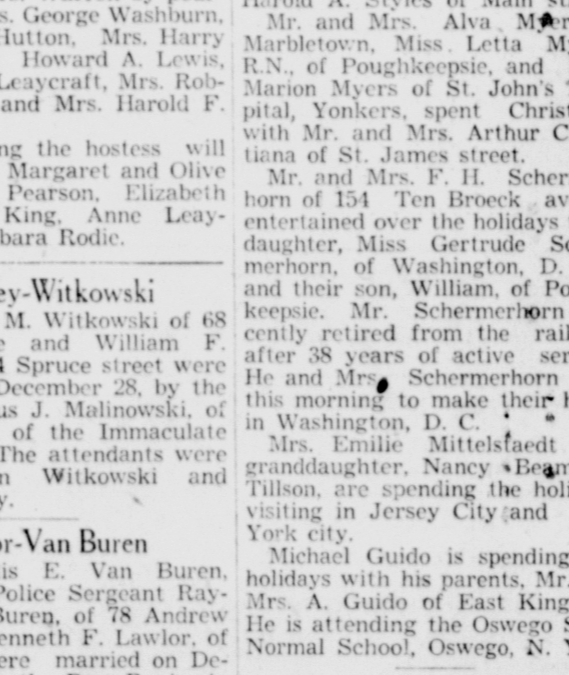 s. George Washburn,
Hutton, Mrs. Harry
Howard A. Lewis,
Leaycraft, Mrs. Rob-
and Mrs. Harold F.
ng the hostess will
Margaret and Olive
Pearson, Elizabeth
King, Anne Leay-
bara Rodie.
ey-Witkowski
M. Witkowski of 68
and William F.
Spruce street were
December 28, by the
us J. Malinowski, of
of the Immaculate
The attendants were
n Witkowski and
y.
or-Van Buren
is E. Van Buren,
Police Sergeant Ray-
Buren, of 78 Andrew
enneth F. Lawlor, of
ere married on De-
Harold A. Styles of Main
Mr. and Mrs. Alva Myer
Marbletown, Miss Letta M
R.N., of Poughkeepsie, and
Marion Myers of St. John's
pital, Yonkers, spent Christ
with Mr. and Mrs. Arthur C
tiana of St. James street.
Mr. and Mrs. F. H. Scher
horn of 154 Ten Broeck av
entertained over the holidays
daughter, Miss Gertrude Sc
merhorn, of Washington, D.
and their son, William, of Po
keepsie. Mr. Schermerhorn
cently retired from the rail
after 38 years of active ser
He and Mrs. Schermerhorn
this morning to make their h
in Washington, D. C.
Mrs. Emilie Mittelstaedt
granddaughter, Nancy Beam
Tillson, are spending the holi
visiting in Jersey City and
York city.
Michael Guido is spending
holidays with his parents, Mr.
Mrs. A. Guido of East King
He is attending the Oswego S
Normal School, Oswego, N. Y